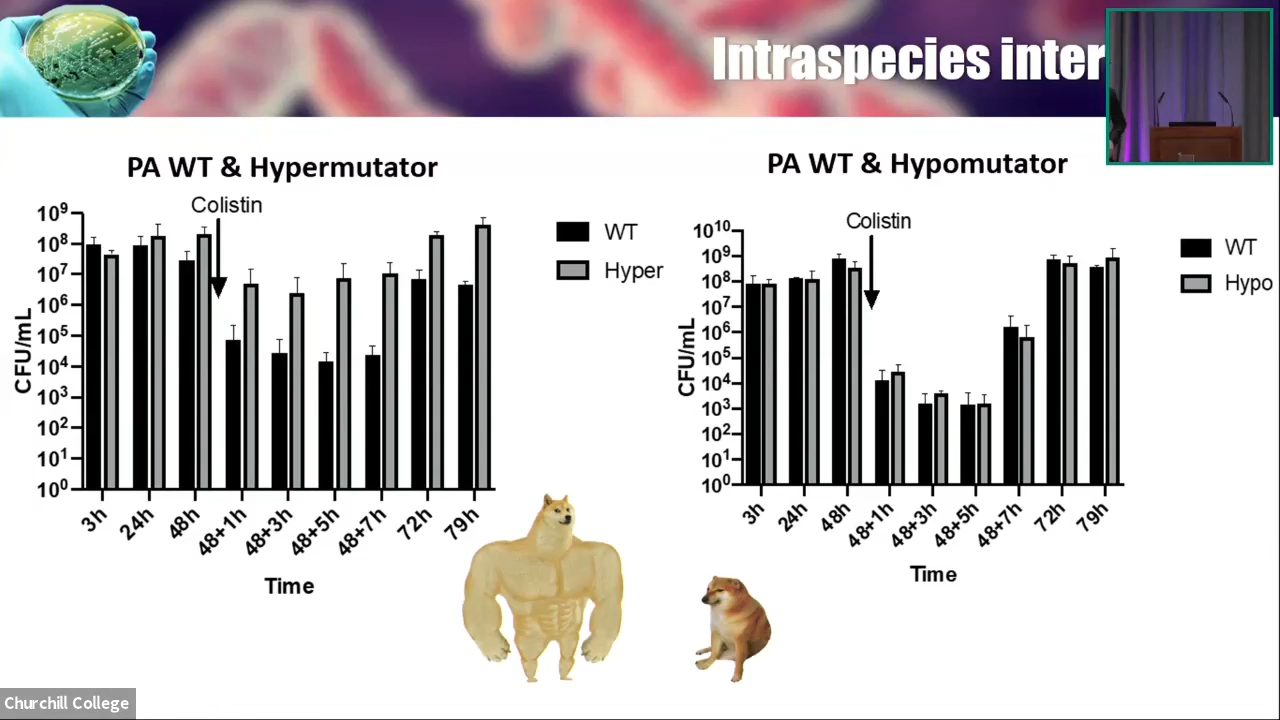 Intraspecies inter
PA WT & Hypermutator
Colistin
10⁹
10⁸
10⁷
10⁶
10⁵
10⁴
10³
10²
10¹
10⁰
CFU/mL
3h
24h
48h
48+1h
48+3h
48+5h
48+7h
72h
79h
Time
WT
Hyper
PA WT & Hypomutator
Colistin
10¹⁰
10⁹
10⁸
10⁷
10⁶
10⁵
10⁴
10³
10²
10¹
10⁰
CFU/mL
3h
24h
48h
48+1h
48+3h
48+5h
48+7h
72h
79h
Time
WT
Hypo
Churchill College